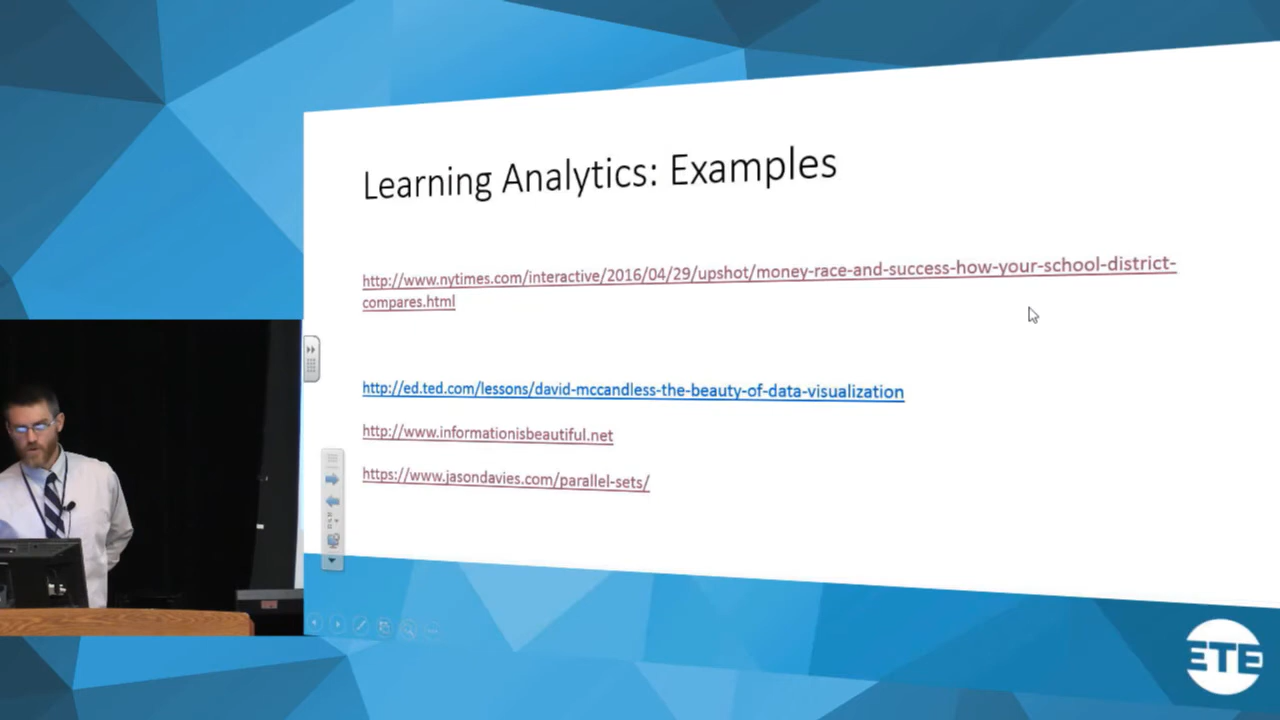 Learning Analytics: Examples
http://www.nytimes.com/interactive/2016/04/29/upshot/money-race-and-success-how-your-school-district-
compares.html
http://ed.ted.com/lessons/david-mccandless-the-beauty-of-data-visualization
http://www.informationisbeautiful.net
https://www.jasondavies.com/parallel-sets/
ETE